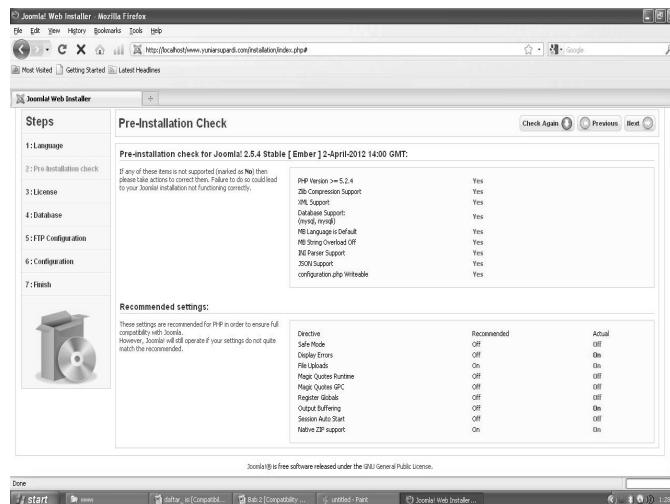 Joomla! Web Installer - Mozilla Firefox
File Edit View History Bookmarks Tools Help
http://localhost/www.yuniarsupardi.com/installation/index.php#
Google
Most Visited Getting Started Latest Headlines
Joomla! Web Installer
Steps
1 : Language
2 : Pre-Installation check
3 : License
4 : Database
5 : FTP Configuration
6 : Configuration
7 : Finish
Pre-Installation Check
Check Again Previous Next
Pre-installation check for Joomla! 2.5.4 Stable [ Ember ] 2-April-2012 14:00 GMT:
If any of these items is not supported (marked as No) then
please take actions to correct them. Failure to do so could lead
to your Joomla! installation not functioning correctly.
PHP Version >= 5.2.4 Yes
Zlib Compression Support Yes
XML Support Yes
Database Support:
(mysql, mysqli) Yes
MB Language is Default Yes
MB String Overload Off Yes
INI Parser Support Yes
JSON Support Yes
configuration.php Writeable Yes
Recommended settings:
These settings are recommended for PHP in order to ensure full
compatibility with Joomla.
However, Joomla! will still operate if your settings do not quite
match the recommended.
Directive Recommended Actual
Safe Mode Off Off
Display Errors Off On
File Uploads On On
Magic Quotes Runtime Off Off
Magic Quotes GPC Off Off
Register Globals Off Off
Output Buffering Off On
Session Auto Start Off Off
Native ZIP support On On
Joomla!® is free software released under the GNU General Public License.
Done
start www daftar_isi [Compatibil... Bab 2 [Compatibility ... untitled - Paint Joomla! Web Installer...